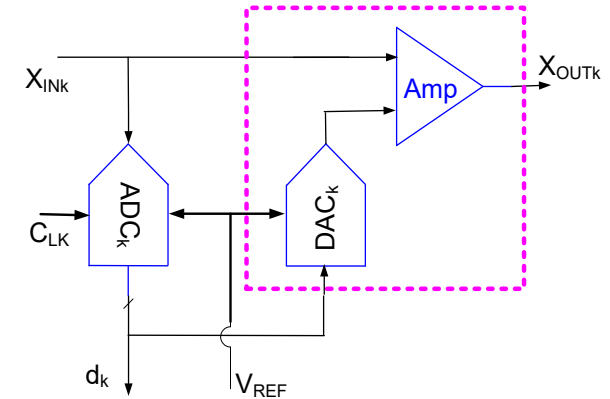 X_INk
X_OUTk
Amp
ADC_k
DAC_k
C_LK
d_k
V_REF